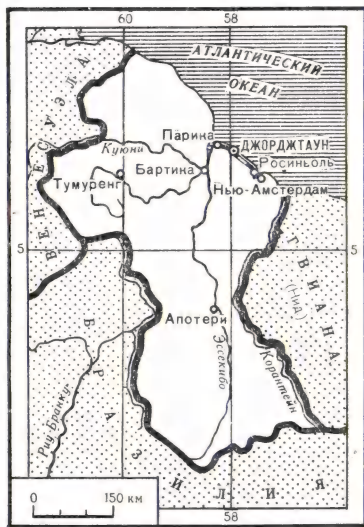 60
58
АТЛАНТИЧЕСКИЙ
ОКЕАН
ВЕНЕСУЭЛА
Куюни
Парика
ДЖОРДЖТАУН
Росиньоль
Бартика
Тумуренг
Нью-Амстердам
5
5
ГВИАНА
(Нид.)
Апотери
Эссекибо
Корантейн
Риу-Бранку
БРАЗИЛИЯ
0 150 км
58